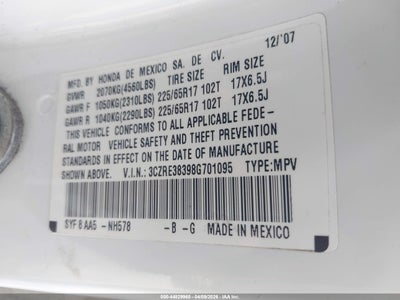 MFD. BY HONDA DE MEXICO SA. DE CV. 12/'07
GVWR 2070KG(4560LBS) TIRE SIZE RIM SIZE
GAWR F 1050KG(2310LBS) 225/65R17 102T 17X6.5J
GAWR R 1040KG(2290LBS) 225/65R17 102T 17X6.5J
THIS VEHICLE CONFORMS TO ALL APPLICABLE FEDE-
RAL MOTOR VEHICLE SAFETY AND THEFT PREVENTION
STANDARDS IN EFFECT ON THE DATE OF MANUFACTURE
SHOWN ABOVE. V.I.N.: 3CZRE38398G701095 TYPE:MPV
SYF 8 AA5 -NH578 -B -G MADE IN MEXICO